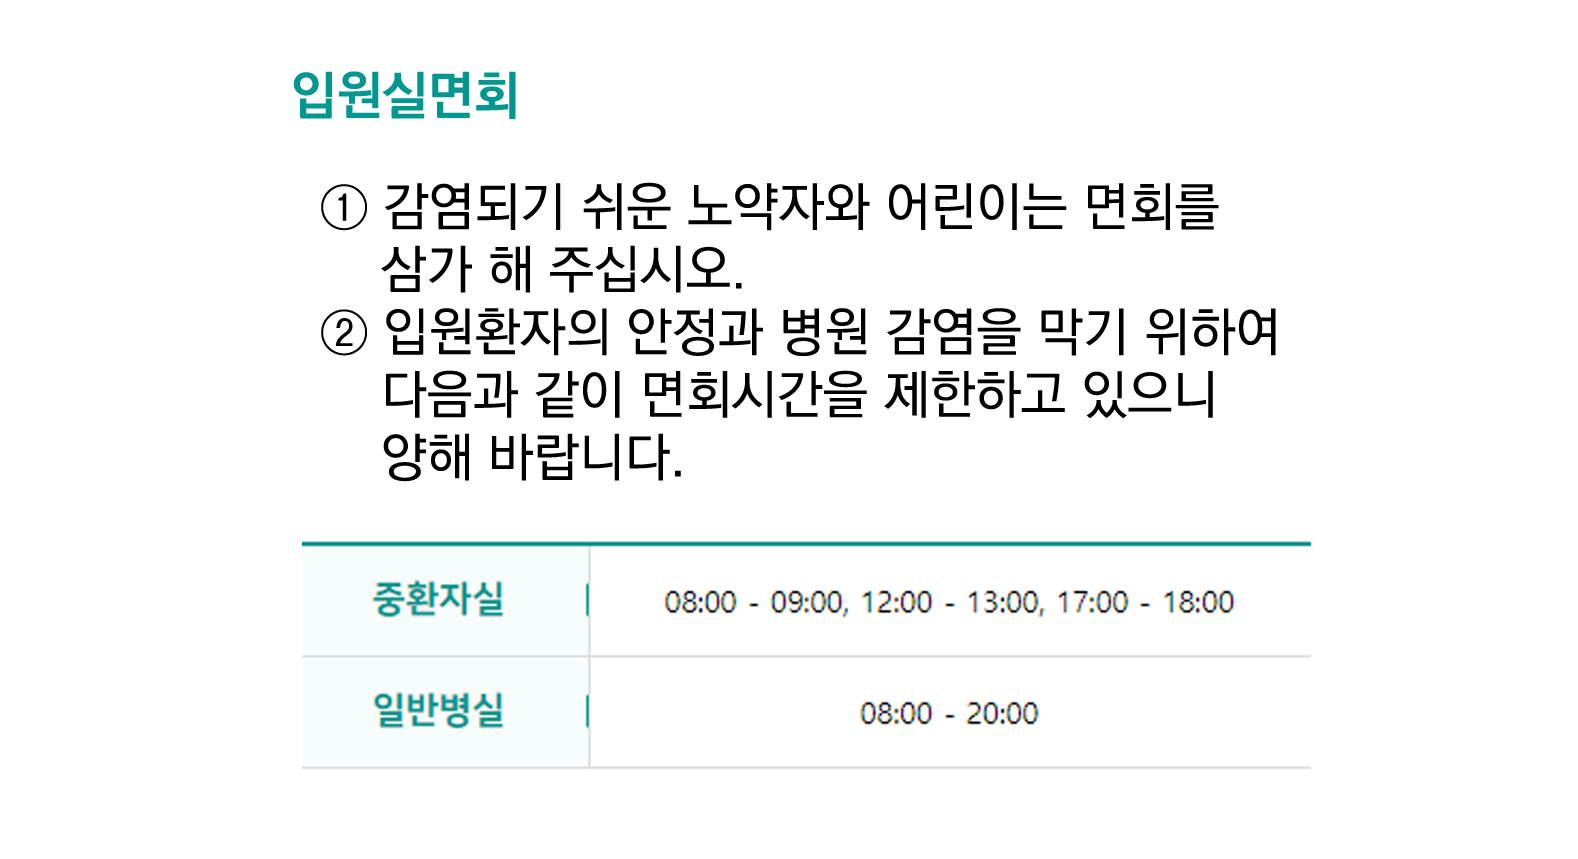 입원실면회
① 감염되기 쉬운 노약자와 어린이는 면회를
삼가 해 주십시오.
② 입원환자의 안정과 병원 감염을 막기 위하여
다음과 같이 면회시간을 제한하고 있으니
양해 바랍니다.
중환자실 08:00 - 09:00, 12:00 - 13:00, 17:00 - 18:00
일반병실 08:00 - 20:00